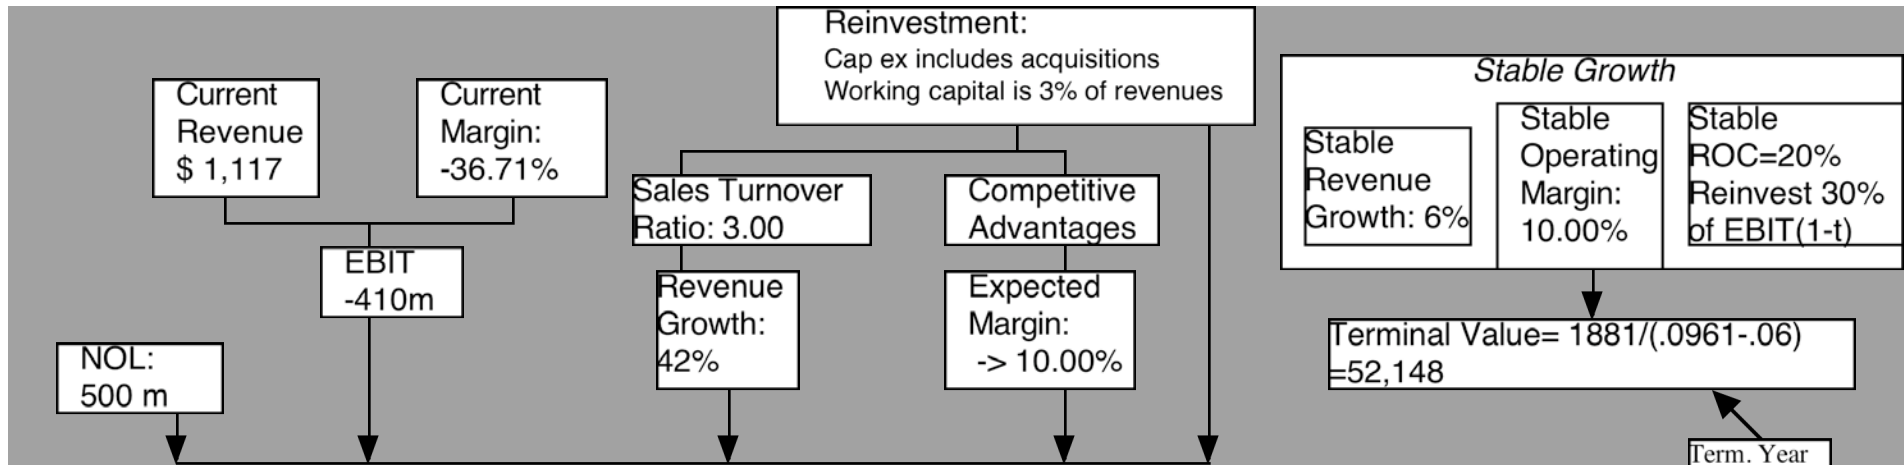 Reinvestment:
Cap ex includes acquisitions
Working capital is 3% of revenues
Current
Revenue
$ 1,117
Current
Margin:
-36.71%
EBIT
-410m
NOL:
500 m
Sales Turnover
Ratio: 3.00
Competitive
Advantages
Revenue
Growth:
42%
Expected
Margin:
-> 10.00%
Stable Growth
Stable
Revenue
Growth: 6%
Stable
Operating
Margin:
10.00%
Stable
ROC=20%
Reinvest 30%
of EBIT(1-t)
Terminal Value= 1881/(.0961-.06)
=52,148
Term. Year